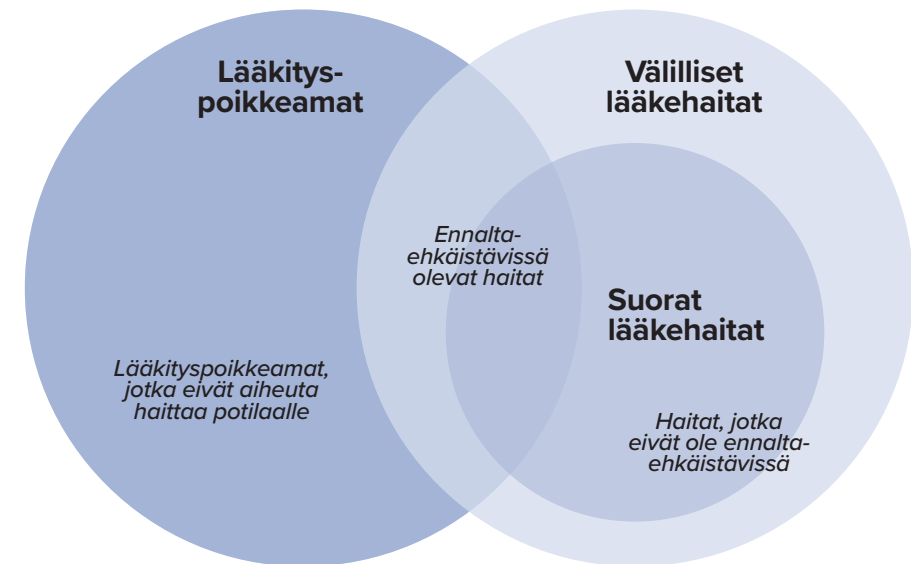 Lääkitys-
poikkeamat
Välilliset
lääkehaitat
Ennalta-
ehkäistävissä
olevat haitat
Suorat
lääkehaitat
Lääkityspoikkeamat,
jotka eivät aiheuta
haittaa potilaalle
Haitat, jotka
eivät ole ennalta-
ehkäistävissä